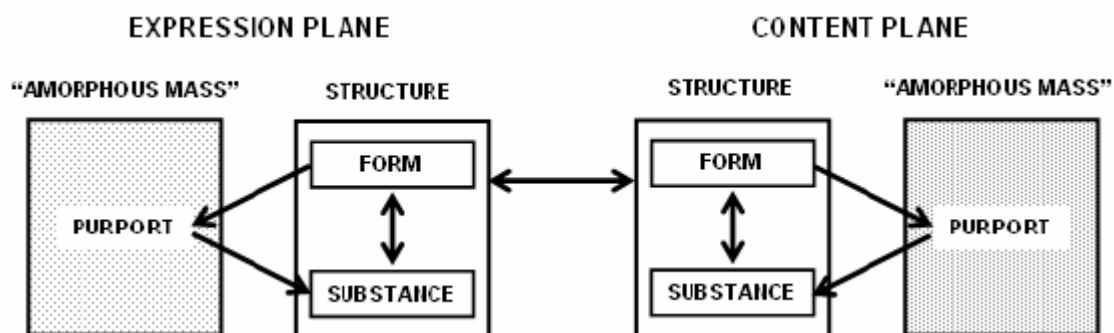 EXPRESSION PLANE
CONTENT PLANE
“AMORPHOUS MASS”
STRUCTURE
STRUCTURE
“AMORPHOUS MASS”
FORM
FORM
PURPORT
PURPORT
SUBSTANCE
SUBSTANCE